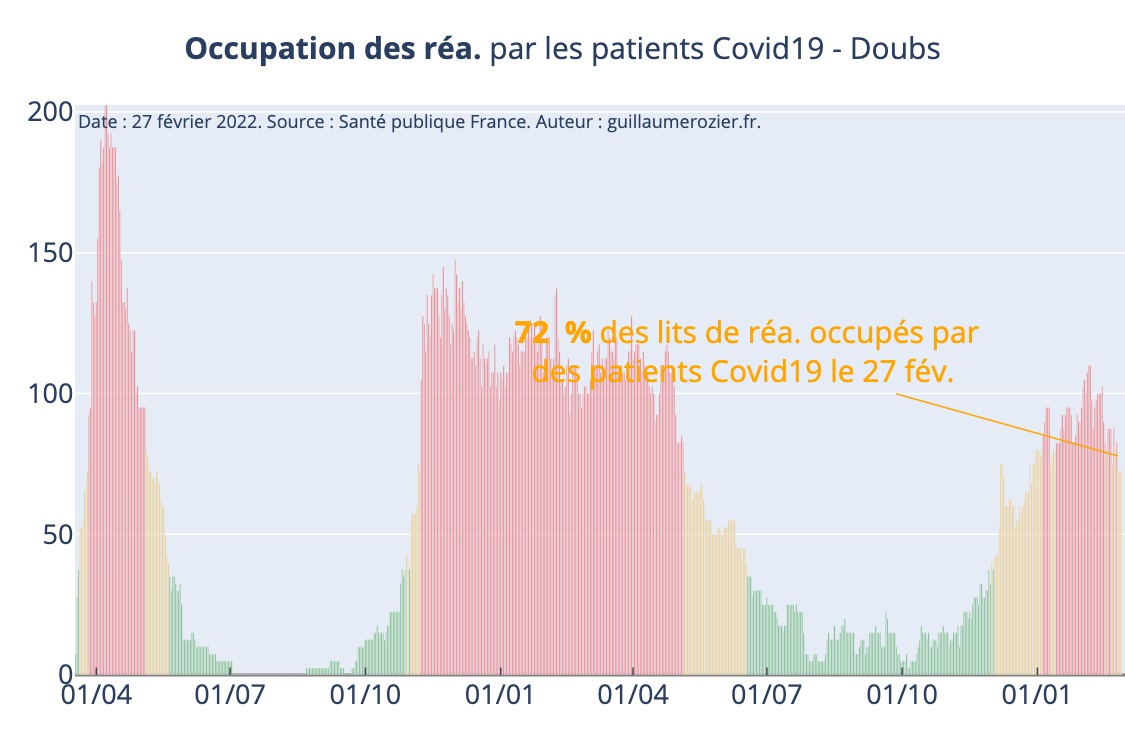 Occupation des réa. par les patients Covid19 - Doubs
200
Date : 27 février 2022. Source : Santé publique France. Auteur : guillaumerozier.fr.
150
72 % des lits de réa. occupés par
des patients Covid19 le 27 fév.
100
50
0
01/04 01/07 01/10 01/01 01/04 01/07 01/10 01/01